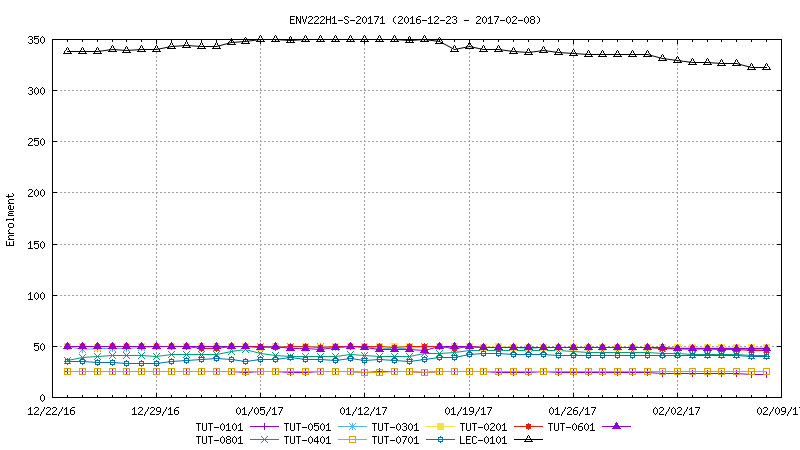 ENV222H1-S-20171 (2016-12-23 - 2017-02-08)
350
300
250
200
150
100
50
0
Enrolment
12/22/16 12/29/16 01/05/17 01/12/17 01/19/17 01/26/17 02/02/17 02/09/17
TUT-0101 TUT-0501 TUT-0301 TUT-0201 TUT-0601
TUT-0801 TUT-0401 TUT-0701 LEC-0101